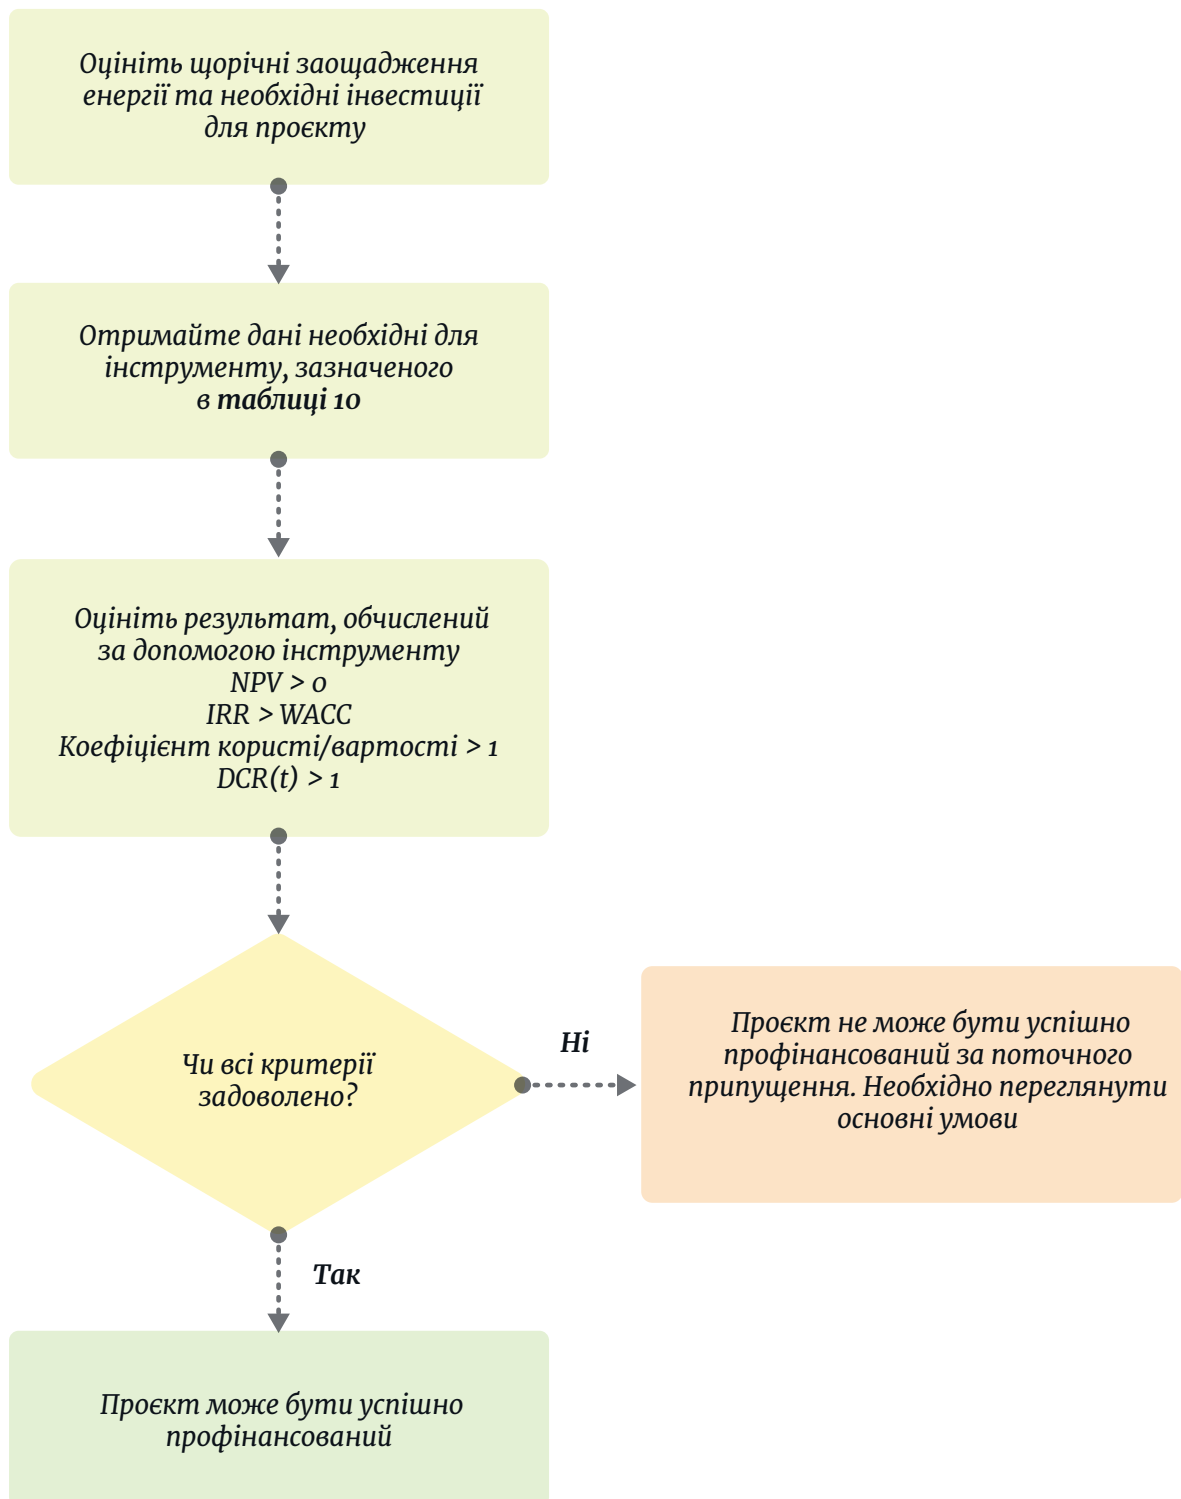 Оцініть щорічні заощадження
енергії та необхідні інвестиції
для проєкту
Отримайте дані необхідні для
інструменту, зазначеного
в таблиці 10
Оцініть результат, обчислений
за допомогою інструменту
NPV > 0
IRR > WACC
Коефіцієнт користі/вартості > 1
DCR(t) > 1
Чи всі критерії
задоволено?
Ні
Проєкт не може бути успішно
профінансований за поточного
припущення. Необхідно переглянути
основні умови
Так
Проєкт може бути успішно
профінансований